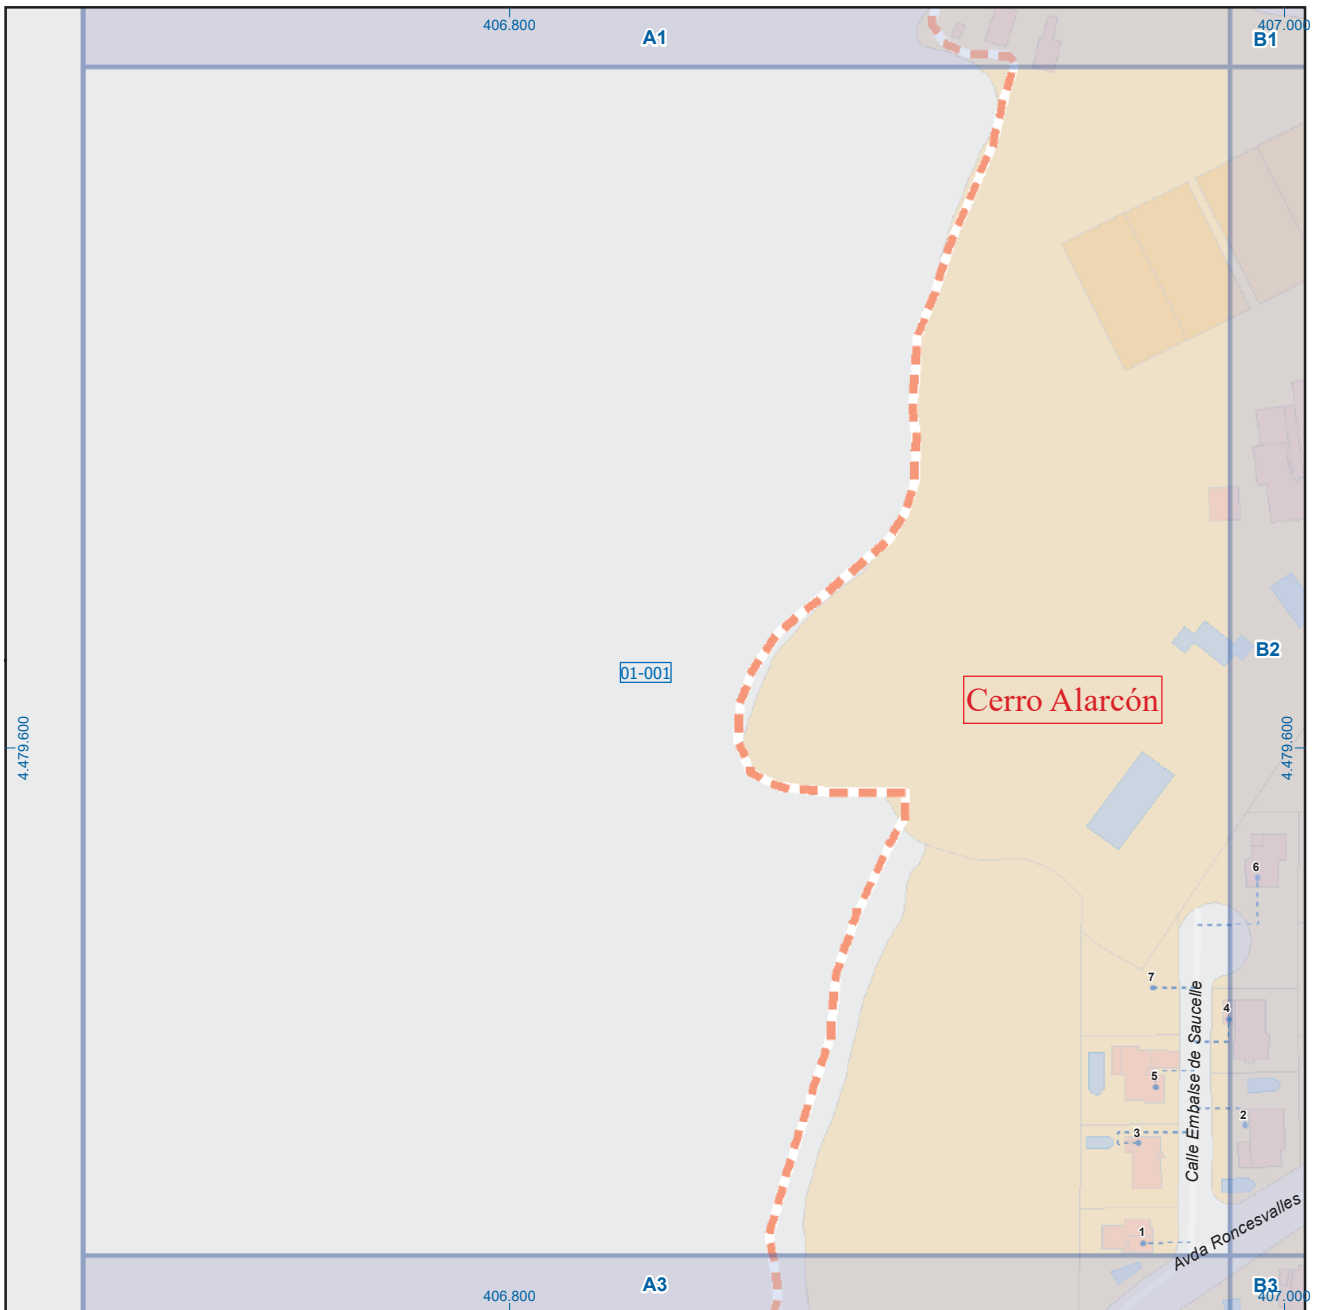 406.800
407.000
A1
B1
B2
01-001
Cerro Alarcón
4.479.600
4.479.600
6
7
4
5
3
2
1
Calle Embalse de Saucelle
Avda Roncesvalles
A3
B3
406.800
407.000